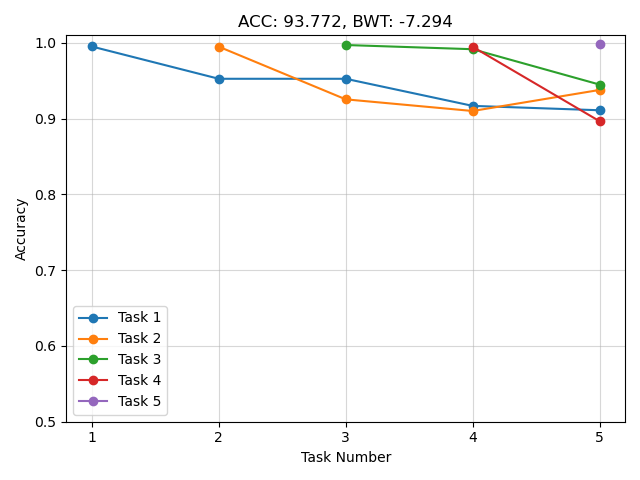 ACC: 93.772, BWT: -7.294
1.0
0.9
0.8
0.7
0.6
0.5
Accuracy
Task 1
Task 2
Task 3
Task 4
Task 5
1 2 3 4 5
Task Number